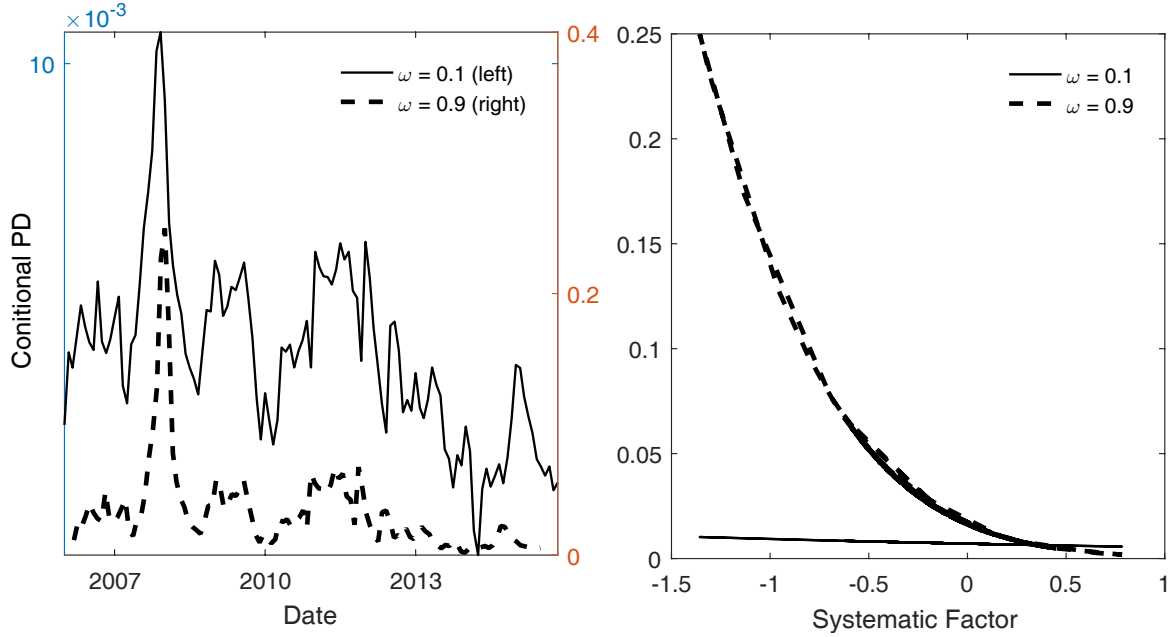 ×10⁻³
10
0.4
0.2
0
ω = 0.1 (left)
ω = 0.9 (right)
Conitional PD
2007
2010
2013
Date
0.25
0.2
0.15
0.1
0.05
0
ω = 0.1
ω = 0.9
-1.5
-1
-0.5
0
0.5
1
Systematic Factor